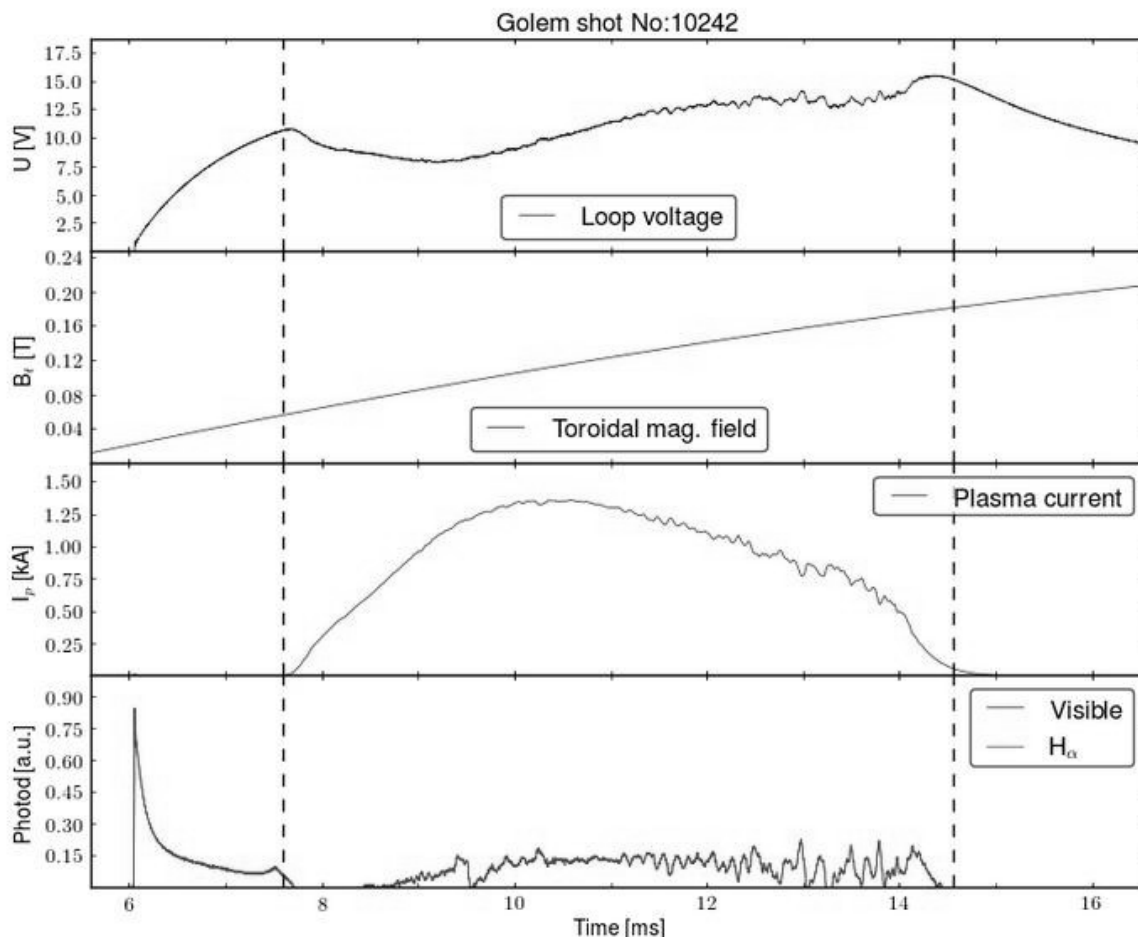 Golem shot No:10242
17.5
15.0
12.5
10.0
7.5
5.0
2.5
U [V]
Loop voltage
0.24
0.20
0.16
0.12
0.08
0.04
Bₜ [T]
Toroidal mag. field
1.50
1.25
1.00
0.75
0.50
0.25
Iₚ [kA]
Plasma current
0.90
0.75
0.60
0.45
0.30
0.15
Photod [a.u.]
Visible
Hα
6 8 10 12 14 16
Time [ms]